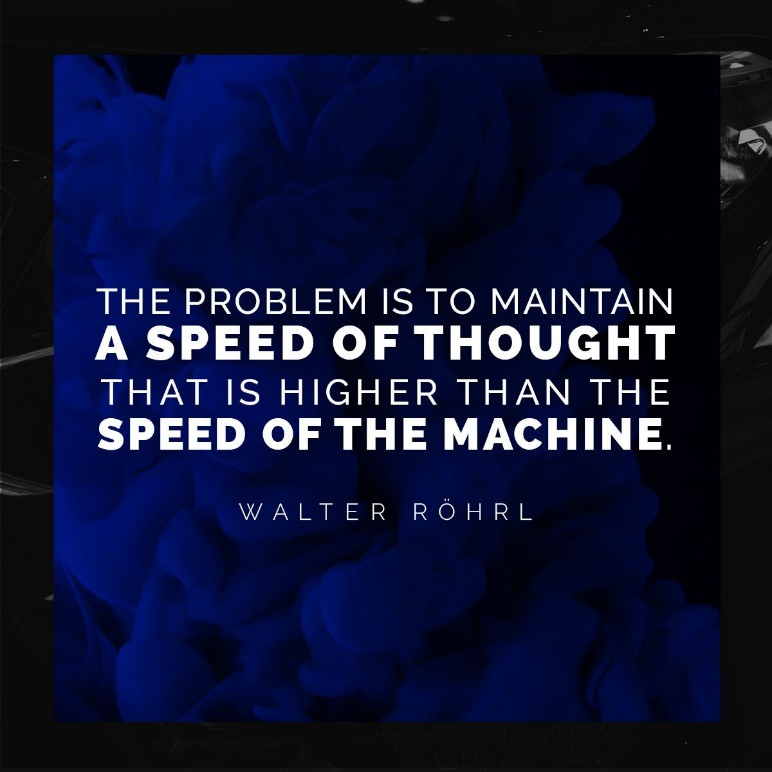 THE PROBLEM IS TO MAINTAIN
A SPEED OF THOUGHT
THAT IS HIGHER THAN THE
SPEED OF THE MACHINE.
WALTER RÖHRL